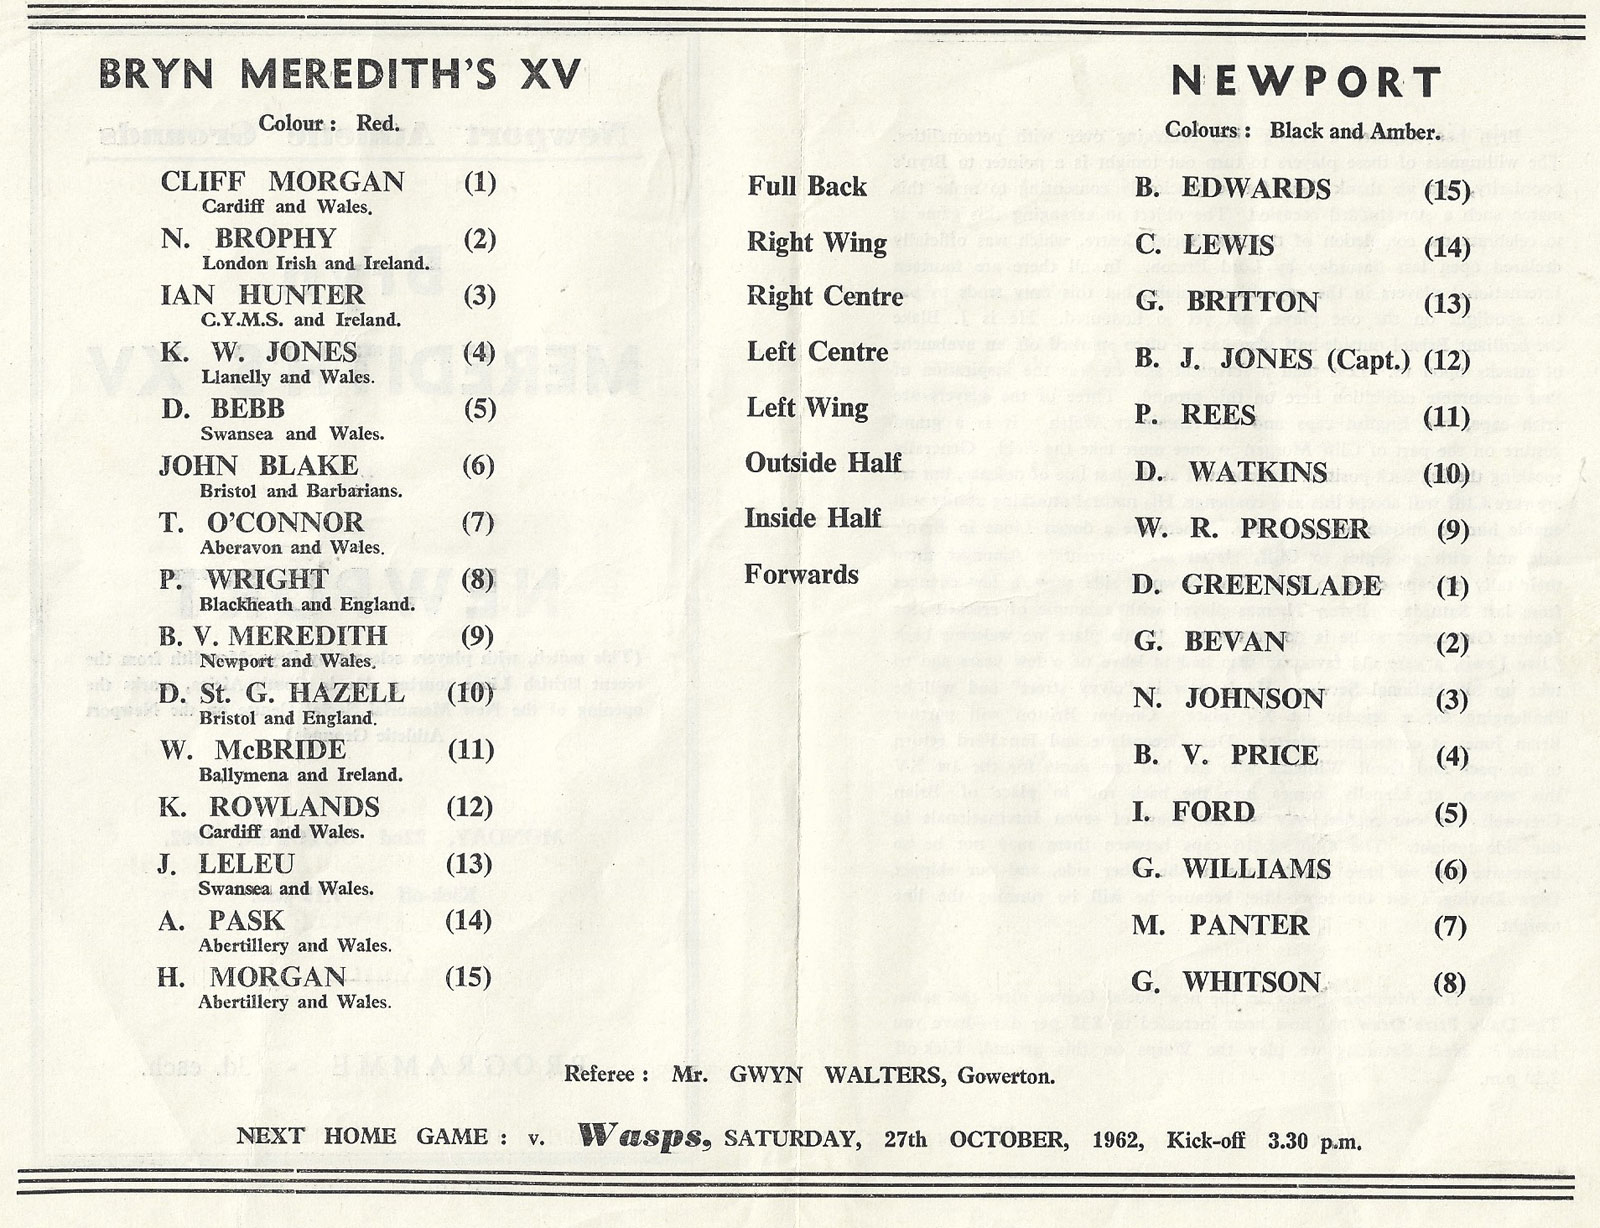 BRYN MEREDITH'S XV
Colour : Red.
NEWPORT
Colours : Black and Amber.
CLIFF MORGAN (1) Full Back B. EDWARDS (15)
Cardiff and Wales.
N. BROPHY (2) Right Wing C. LEWIS (14)
London Irish and Ireland.
IAN HUNTER (3) Right Centre G. BRITTON (13)
C.Y.M.S. and Ireland.
K. W. JONES (4) Left Centre B. J. JONES (Capt.) (12)
Llanelly and Wales.
D. BEBB (5) Left Wing P. REES (11)
Swansea and Wales.
JOHN BLAKE (6) Outside Half D. WATKINS (10)
Bristol and Barbarians.
T. O'CONNOR (7) Inside Half W. R. PROSSER (9)
Aberavon and Wales.
P. WRIGHT (8) Forwards D. GREENSLADE (1)
Blackheath and England.
B. V. MEREDITH (9) G. BEVAN (2)
Newport and Wales.
D. St. G. HAZELL (10) N. JOHNSON (3)
Bristol and England.
W. McBRIDE (11) B. V. PRICE (4)
Ballymena and Ireland.
K. ROWLANDS (12) I. FORD (5)
Cardiff and Wales.
J. LELEU (13) G. WILLIAMS (6)
Swansea and Wales.
A. PASK (14) M. PANTER (7)
Abertillery and Wales.
H. MORGAN (15) G. WHITSON (8)
Abertillery and Wales.
Referee : Mr. GWYN WALTERS, Gowerton.
NEXT HOME GAME : v. Wasps, SATURDAY, 27th OCTOBER, 1962, Kick-off 3.30 p.m.